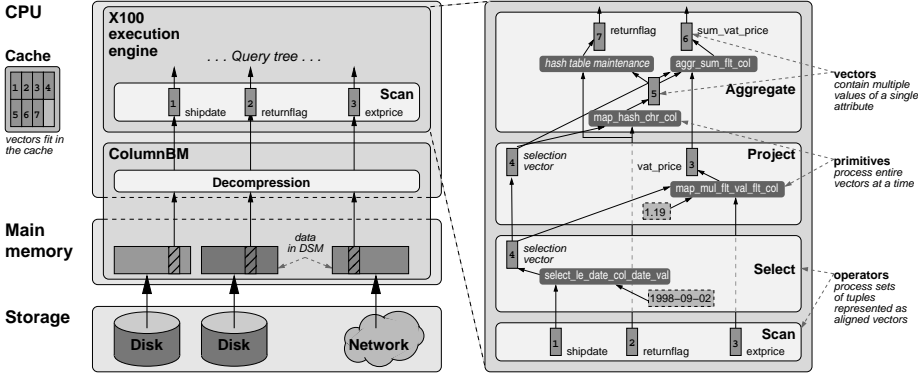 CPU
X100
execution
engine
. . . Query tree . . .
Cache
1 2 3 4
5 6 7
vectors fit in
the cache
Scan
1
2
3
shipdate
returnflag
extprice
ColumnBM
Decompression
Main
memory
data
in DSM
Storage
Disk
Disk
Network
7
returnflag
6
sum_vat_price
hash table maintenance
aggr_sum_flt_col
5
Aggregate
map_hash_chr_col
4
selection
vector
vat_price
3
Project
map_mul_flt_val_flt_col
1.19
4
selection
vector
select_le_date_col_date_val
Select
1998-09-02
1
shipdate
2
returnflag
3
extprice
Scan
vectors
contain multiple
values of a single
attribute
primitives
process entire
vectors at a time
operators
process sets
of tuples
represented as
aligned vectors